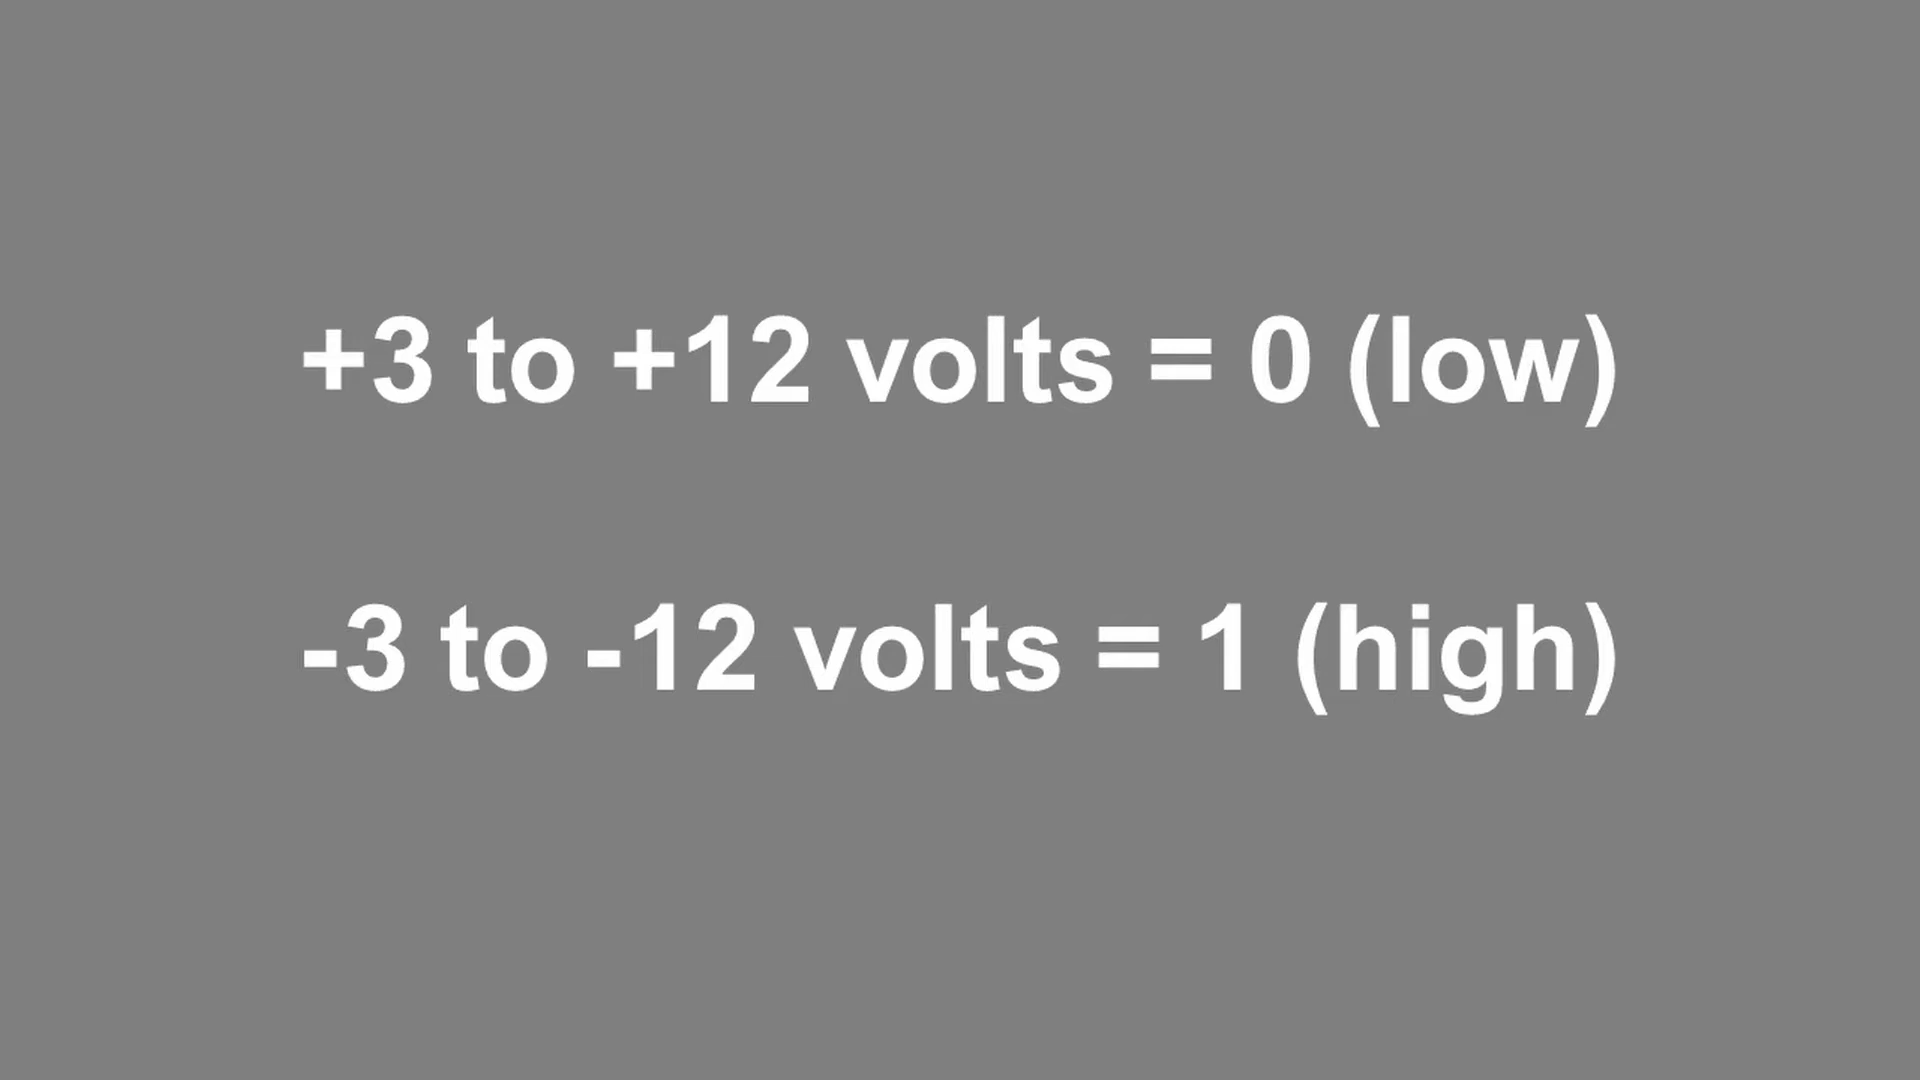 +3 to +12 volts = 0 (low)
-3 to -12 volts = 1 (high)